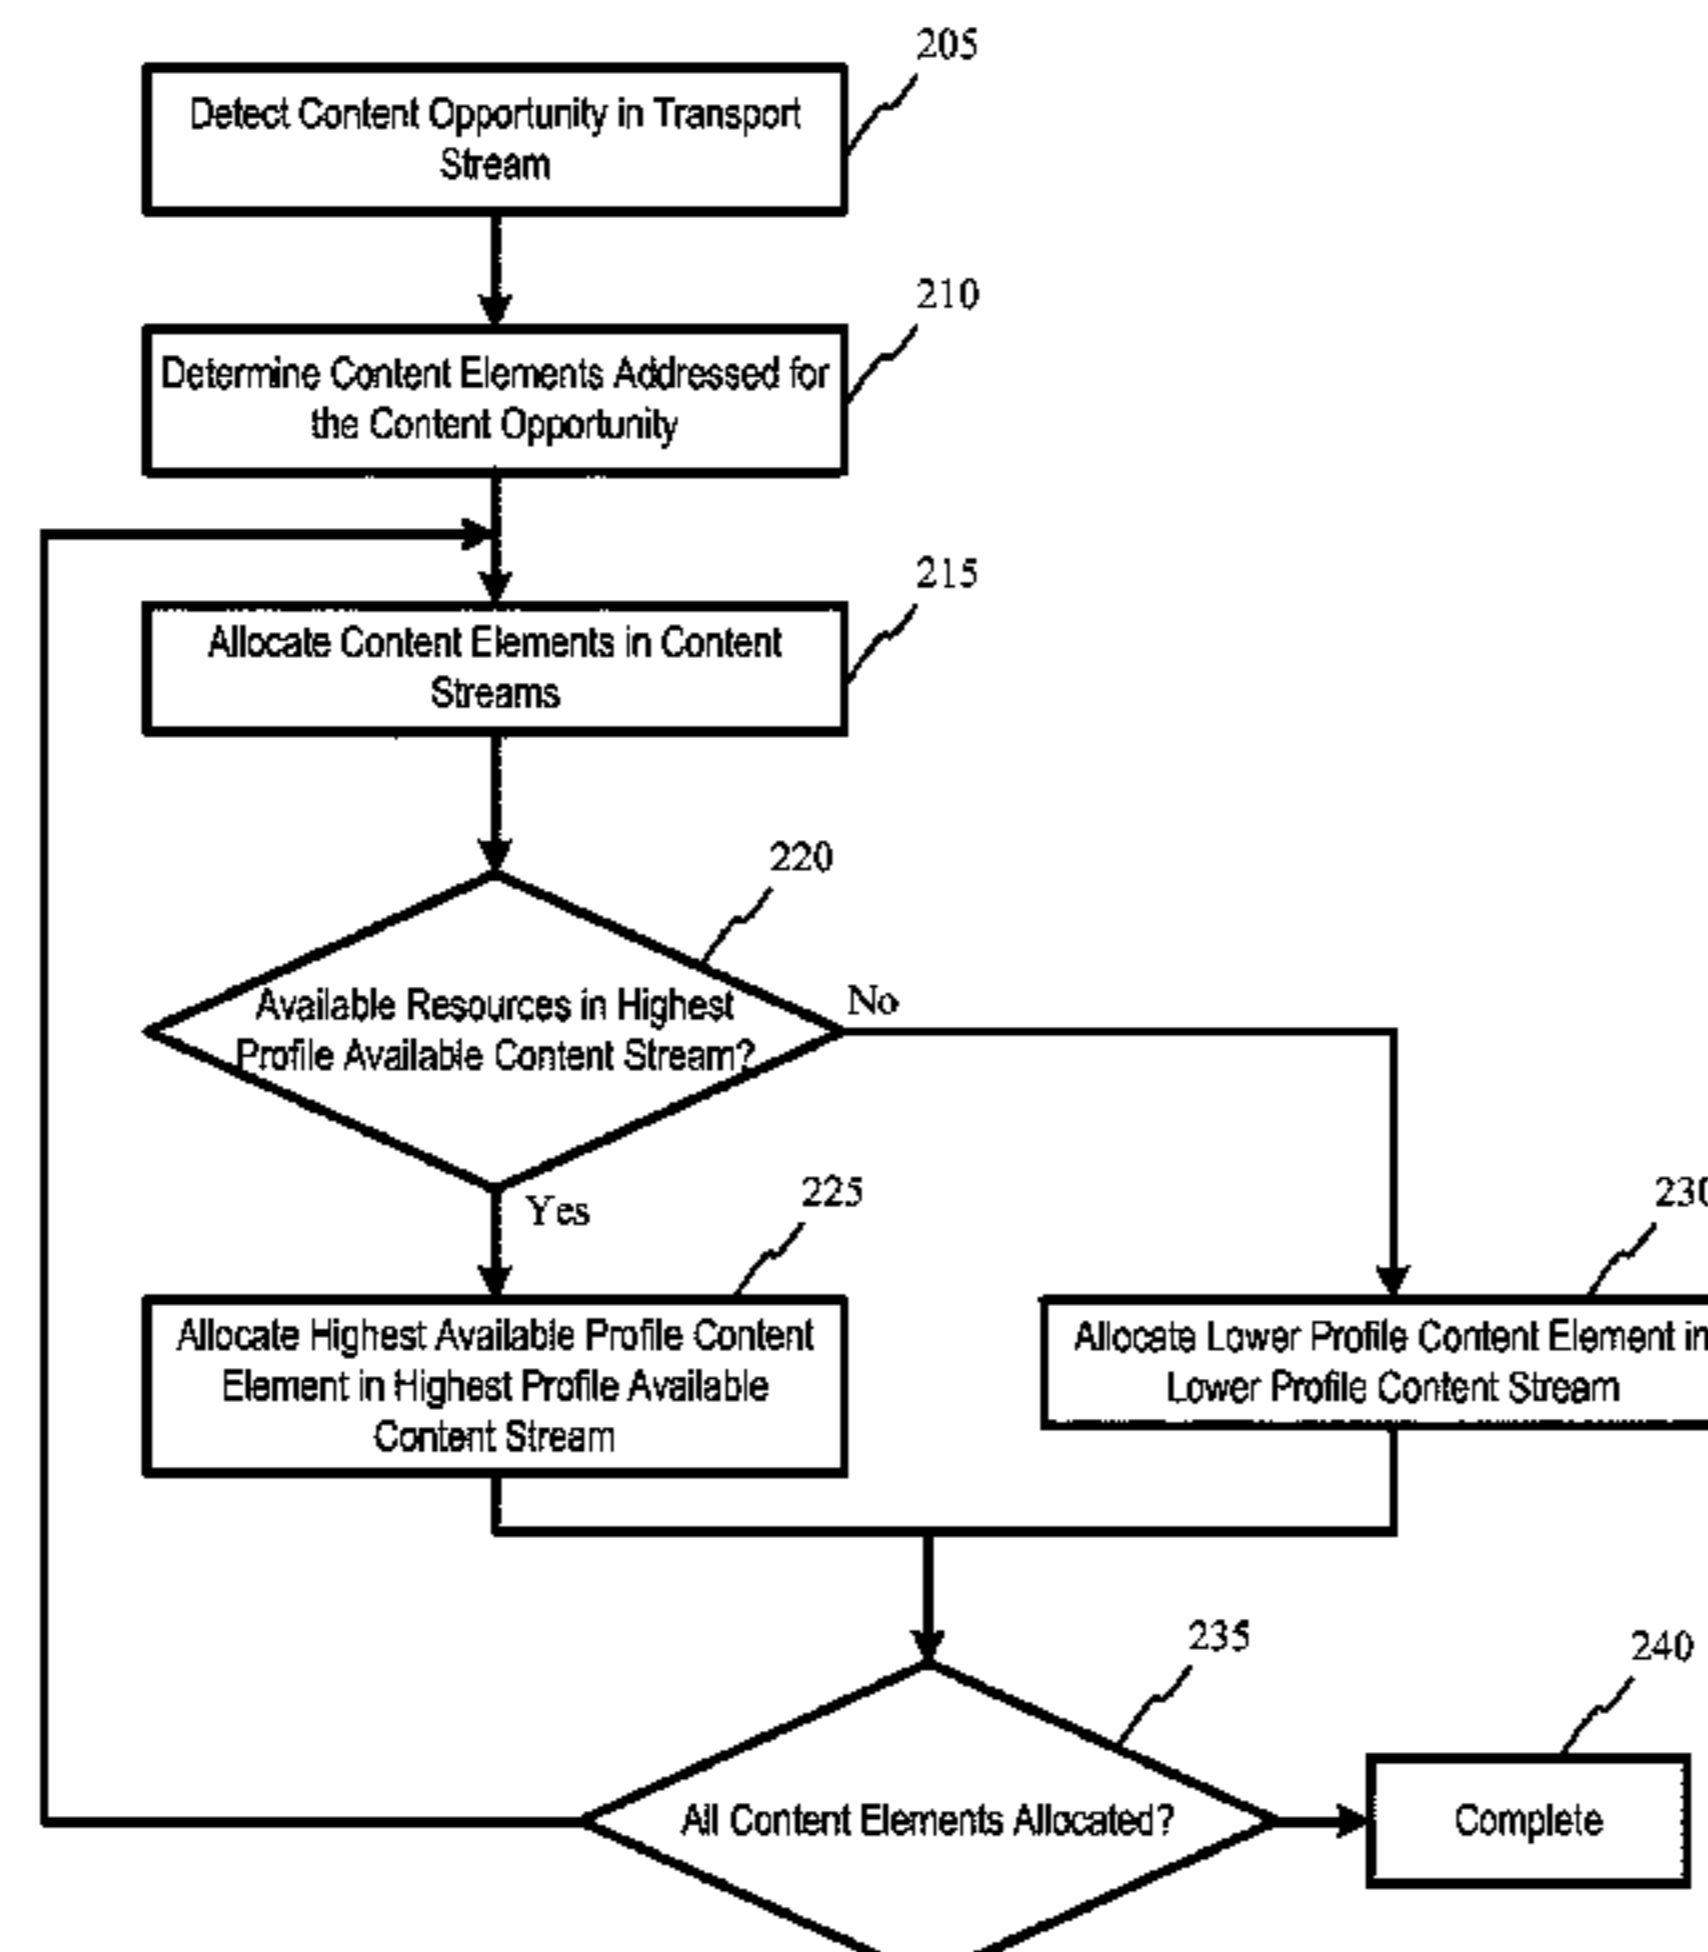 205
Detect Content Opportunity in Transport
Stream
210
Determine Content Elements Addressed for
the Content Opportunity
215
Allocate Content Elements in Content
Streams
220
Available Resources in Highest
Profile Available Content Stream?
No
Yes
225
Allocate Highest Available Profile Content
Element in Highest Profile Available
Content Stream
230
Allocate Lower Profile Content Element in
Lower Profile Content Stream
235
All Content Elements Allocated?
240
Complete